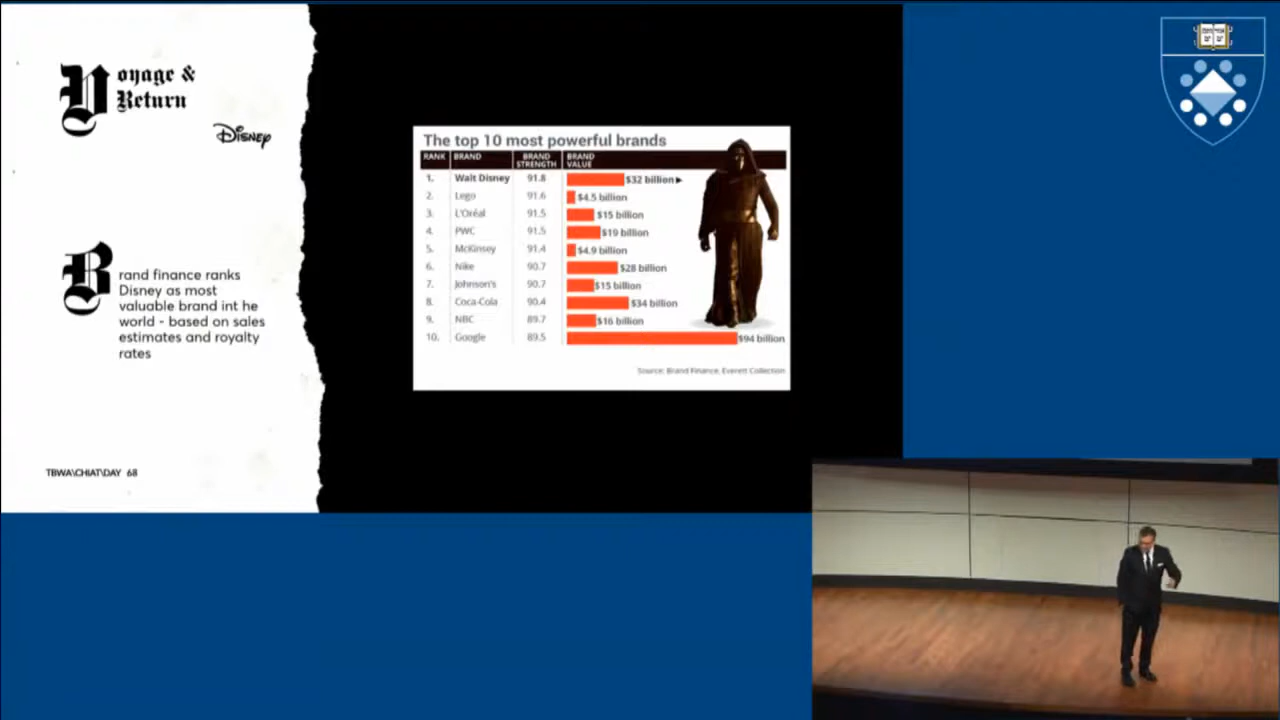 Voyage &
Return
Disney
Brand finance ranks
Disney as most
valuable brand int he
world - based on sales
estimates and royalty
rates
TBWA\CHIAT\DAY 68
The top 10 most powerful brands
RANK BRAND BRAND STRENGTH BRAND VALUE
1. Walt Disney 91.8 $32 billion ▶
2. Lego 91.6 $4.5 billion
3. L'Oréal 91.5 $15 billion
4. PWC 91.5 $19 billion
5. McKinsey 91.4 $4.9 billion
6. Nike 90.7 $28 billion
7. Johnson's 90.7 $15 billion
8. Coca-Cola 90.4 $34 billion
9. NBC 89.7 $16 billion
10. Google 89.5 $94 billion
Source: Brand Finance, Everett Collection